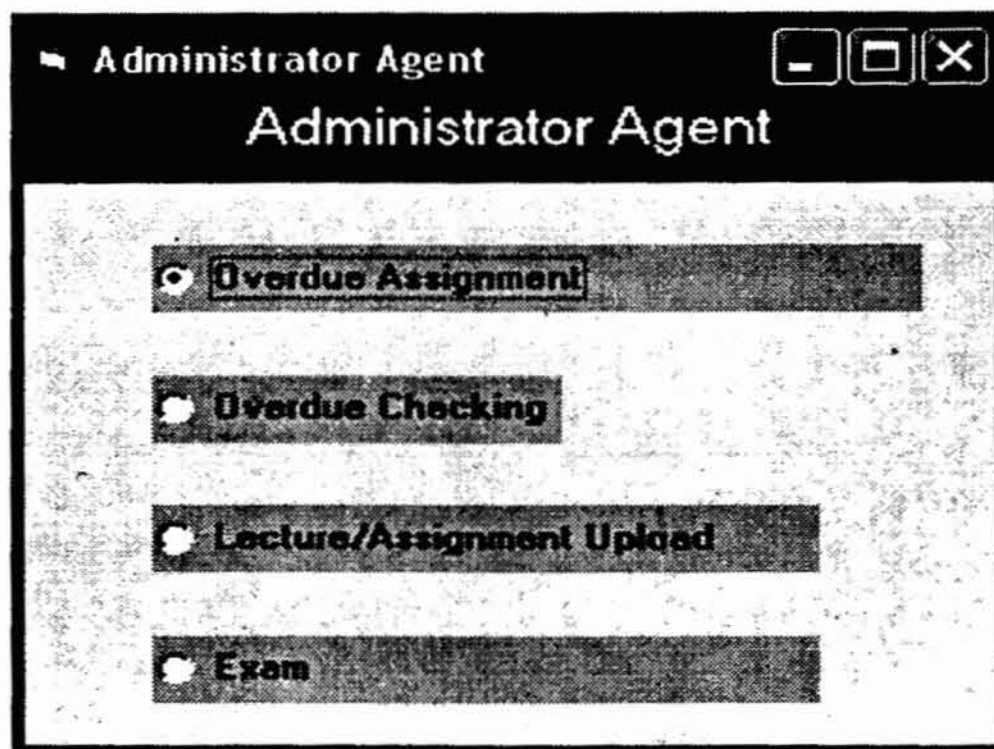 Administrator Agent
Administrator Agent
Overdue Assignment
Overdue Checking
Lecture/Assignment Upload
Exam